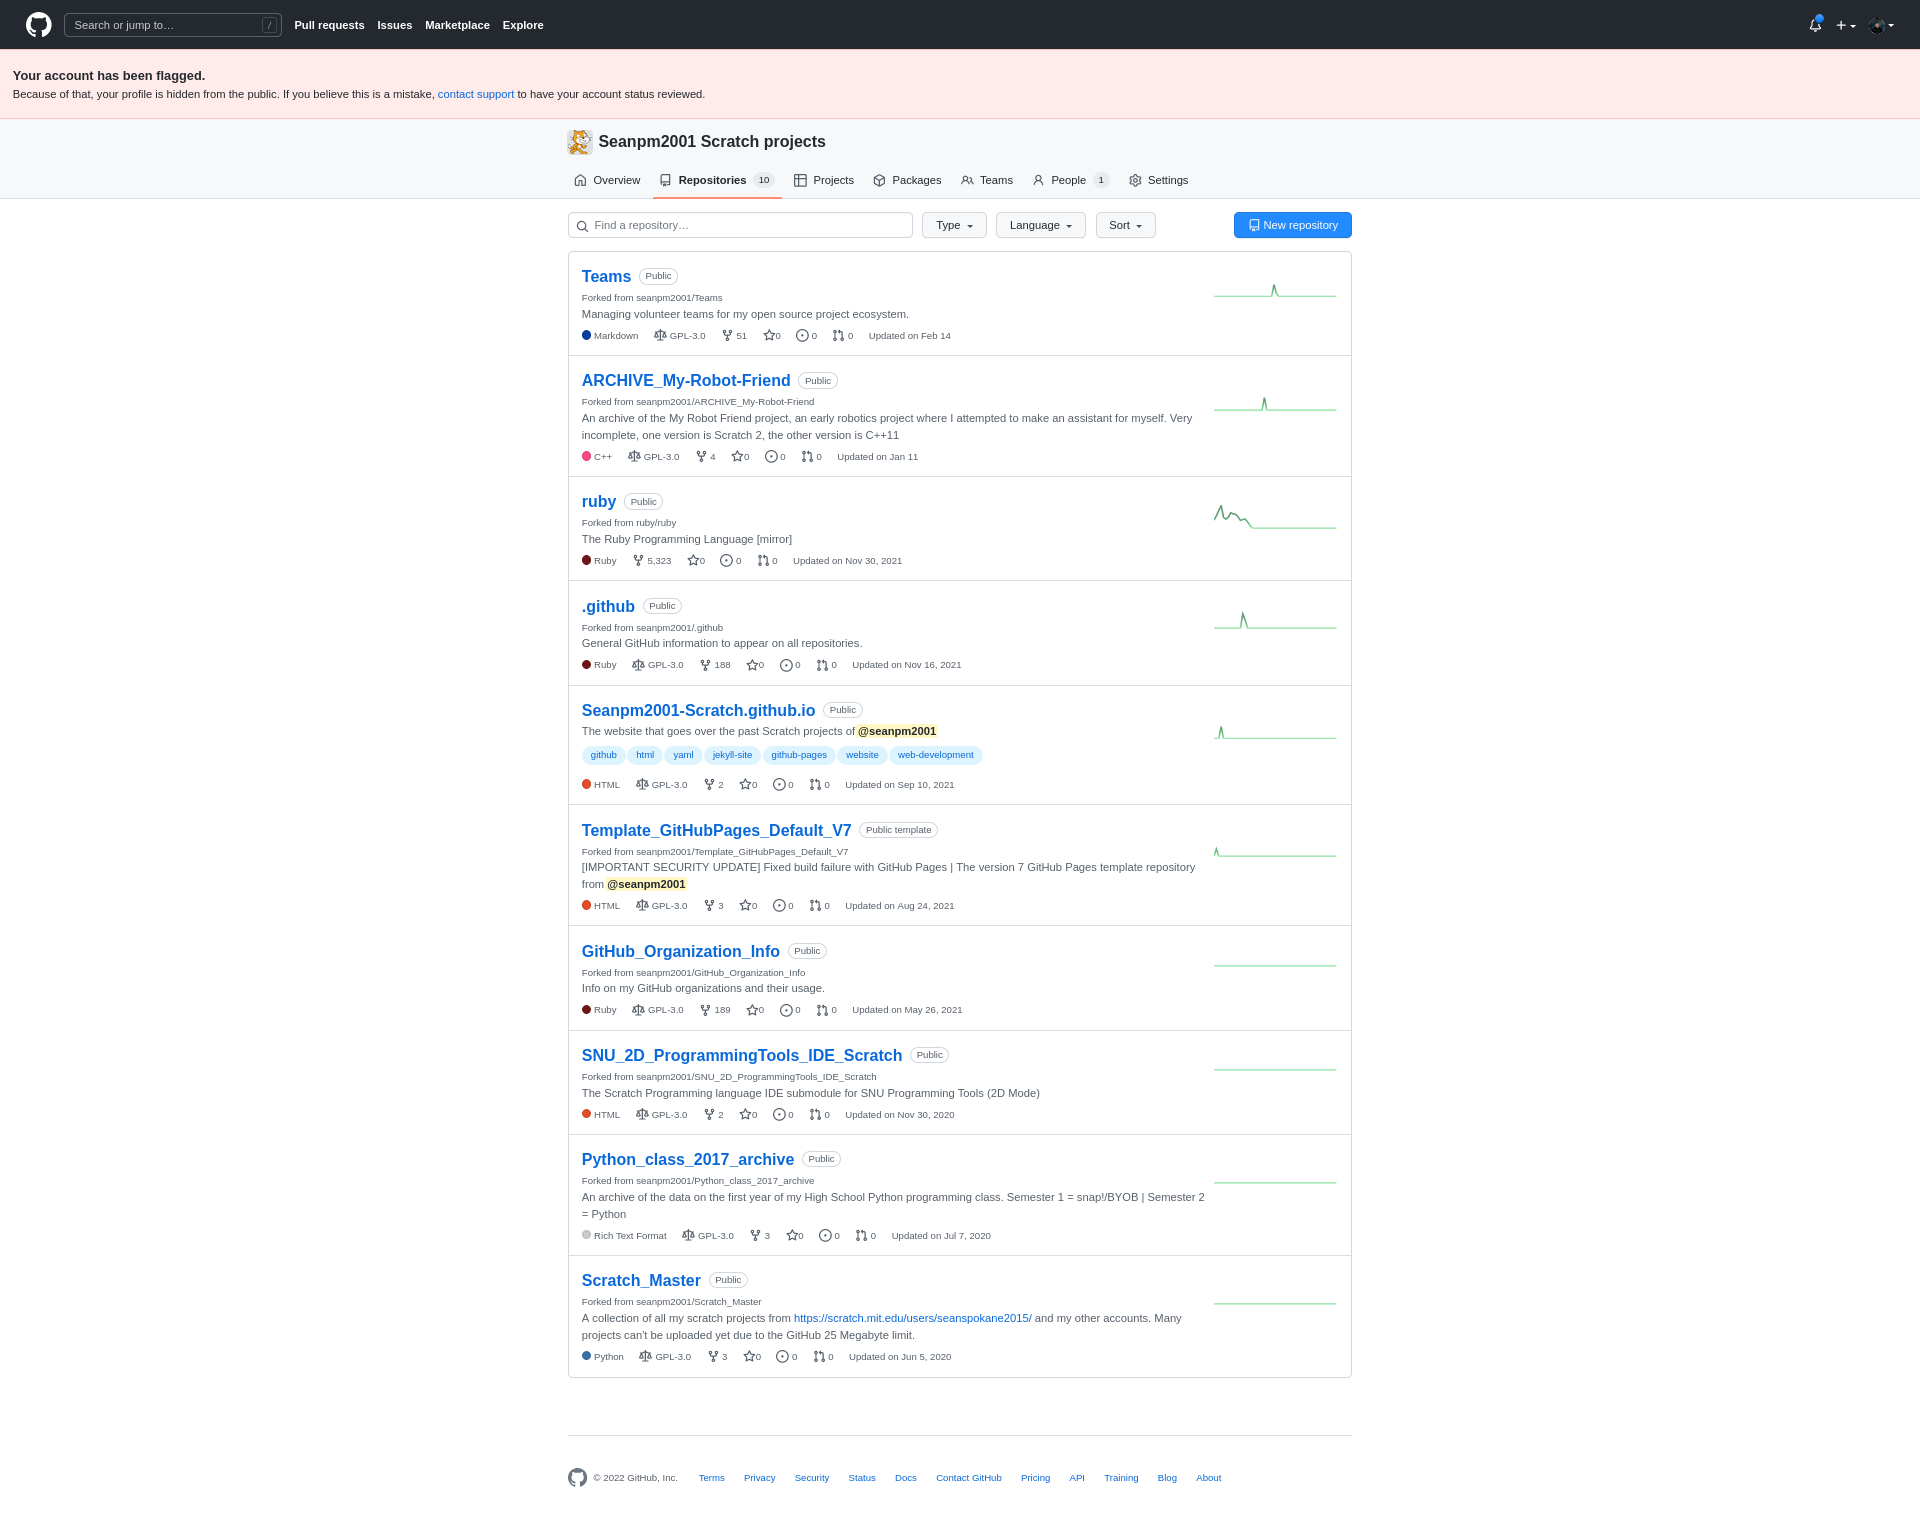 Search or jump to…
/
Pull requests Issues Marketplace Explore
Your account has been flagged.
Because of that, your profile is hidden from the public. If you believe this is a mistake, contact support to have your account status reviewed.
Seanpm2001 Scratch projects
Overview Repositories 10 Projects Packages Teams People 1 Settings
Find a repository… Type Language Sort New repository
Teams Public
Forked from seanpm2001/Teams
Managing volunteer teams for my open source project ecosystem.
Markdown GPL-3.0 51 0 0 0 Updated on Feb 14
ARCHIVE_My-Robot-Friend Public
Forked from seanpm2001/ARCHIVE_My-Robot-Friend
An archive of the My Robot Friend project, an early robotics project where I attempted to make an assistant for myself. Very
incomplete, one version is Scratch 2, the other version is C++11
C++ GPL-3.0 4 0 0 0 Updated on Jan 11
ruby Public
Forked from ruby/ruby
The Ruby Programming Language [mirror]
Ruby 5,323 0 0 0 Updated on Nov 30, 2021
.github Public
Forked from seanpm2001/.github
General GitHub information to appear on all repositories.
Ruby GPL-3.0 188 0 0 0 Updated on Nov 16, 2021
Seanpm2001-Scratch.github.io Public
The website that goes over the past Scratch projects of @seanpm2001
github html yaml jekyll-site github-pages website web-development
HTML GPL-3.0 2 0 0 0 Updated on Sep 10, 2021
Template_GitHubPages_Default_V7 Public template
Forked from seanpm2001/Template_GitHubPages_Default_V7
[IMPORTANT SECURITY UPDATE] Fixed build failure with GitHub Pages | The version 7 GitHub Pages template repository
from @seanpm2001
HTML GPL-3.0 3 0 0 0 Updated on Aug 24, 2021
GitHub_Organization_Info Public
Forked from seanpm2001/GitHub_Organization_Info
Info on my GitHub organizations and their usage.
Ruby GPL-3.0 189 0 0 0 Updated on May 26, 2021
SNU_2D_ProgrammingTools_IDE_Scratch Public
Forked from seanpm2001/SNU_2D_ProgrammingTools_IDE_Scratch
The Scratch Programming language IDE submodule for SNU Programming Tools (2D Mode)
HTML GPL-3.0 2 0 0 0 Updated on Nov 30, 2020
Python_class_2017_archive Public
Forked from seanpm2001/Python_class_2017_archive
An archive of the data on the first year of my High School Python programming class. Semester 1 = snap!/BYOB | Semester 2
= Python
Rich Text Format GPL-3.0 3 0 0 0 Updated on Jul 7, 2020
Scratch_Master Public
Forked from seanpm2001/Scratch_Master
A collection of all my scratch projects from https://scratch.mit.edu/users/seanspokane2015/ and my other accounts. Many
projects can't be uploaded yet due to the GitHub 25 Megabyte limit.
Python GPL-3.0 3 0 0 0 Updated on Jun 5, 2020
© 2022 GitHub, Inc. Terms Privacy Security Status Docs Contact GitHub Pricing API Training Blog About